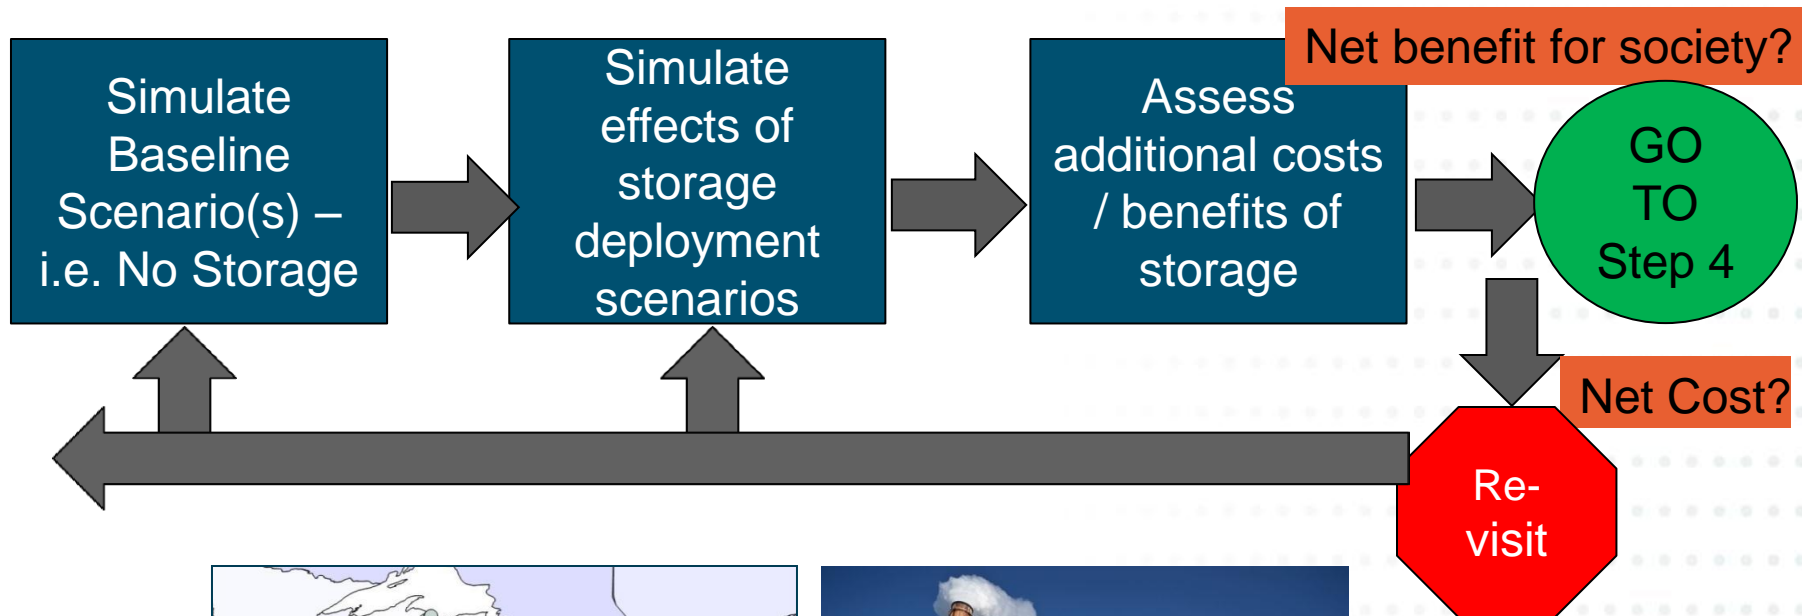 Simulate
Baseline
Scenario(s) –
i.e. No Storage
Simulate
effects of
storage
deployment
scenarios
Assess
additional costs
/ benefits of
storage
Net benefit for society?
GO
TO
Step 4
Net Cost?
Re-
visit